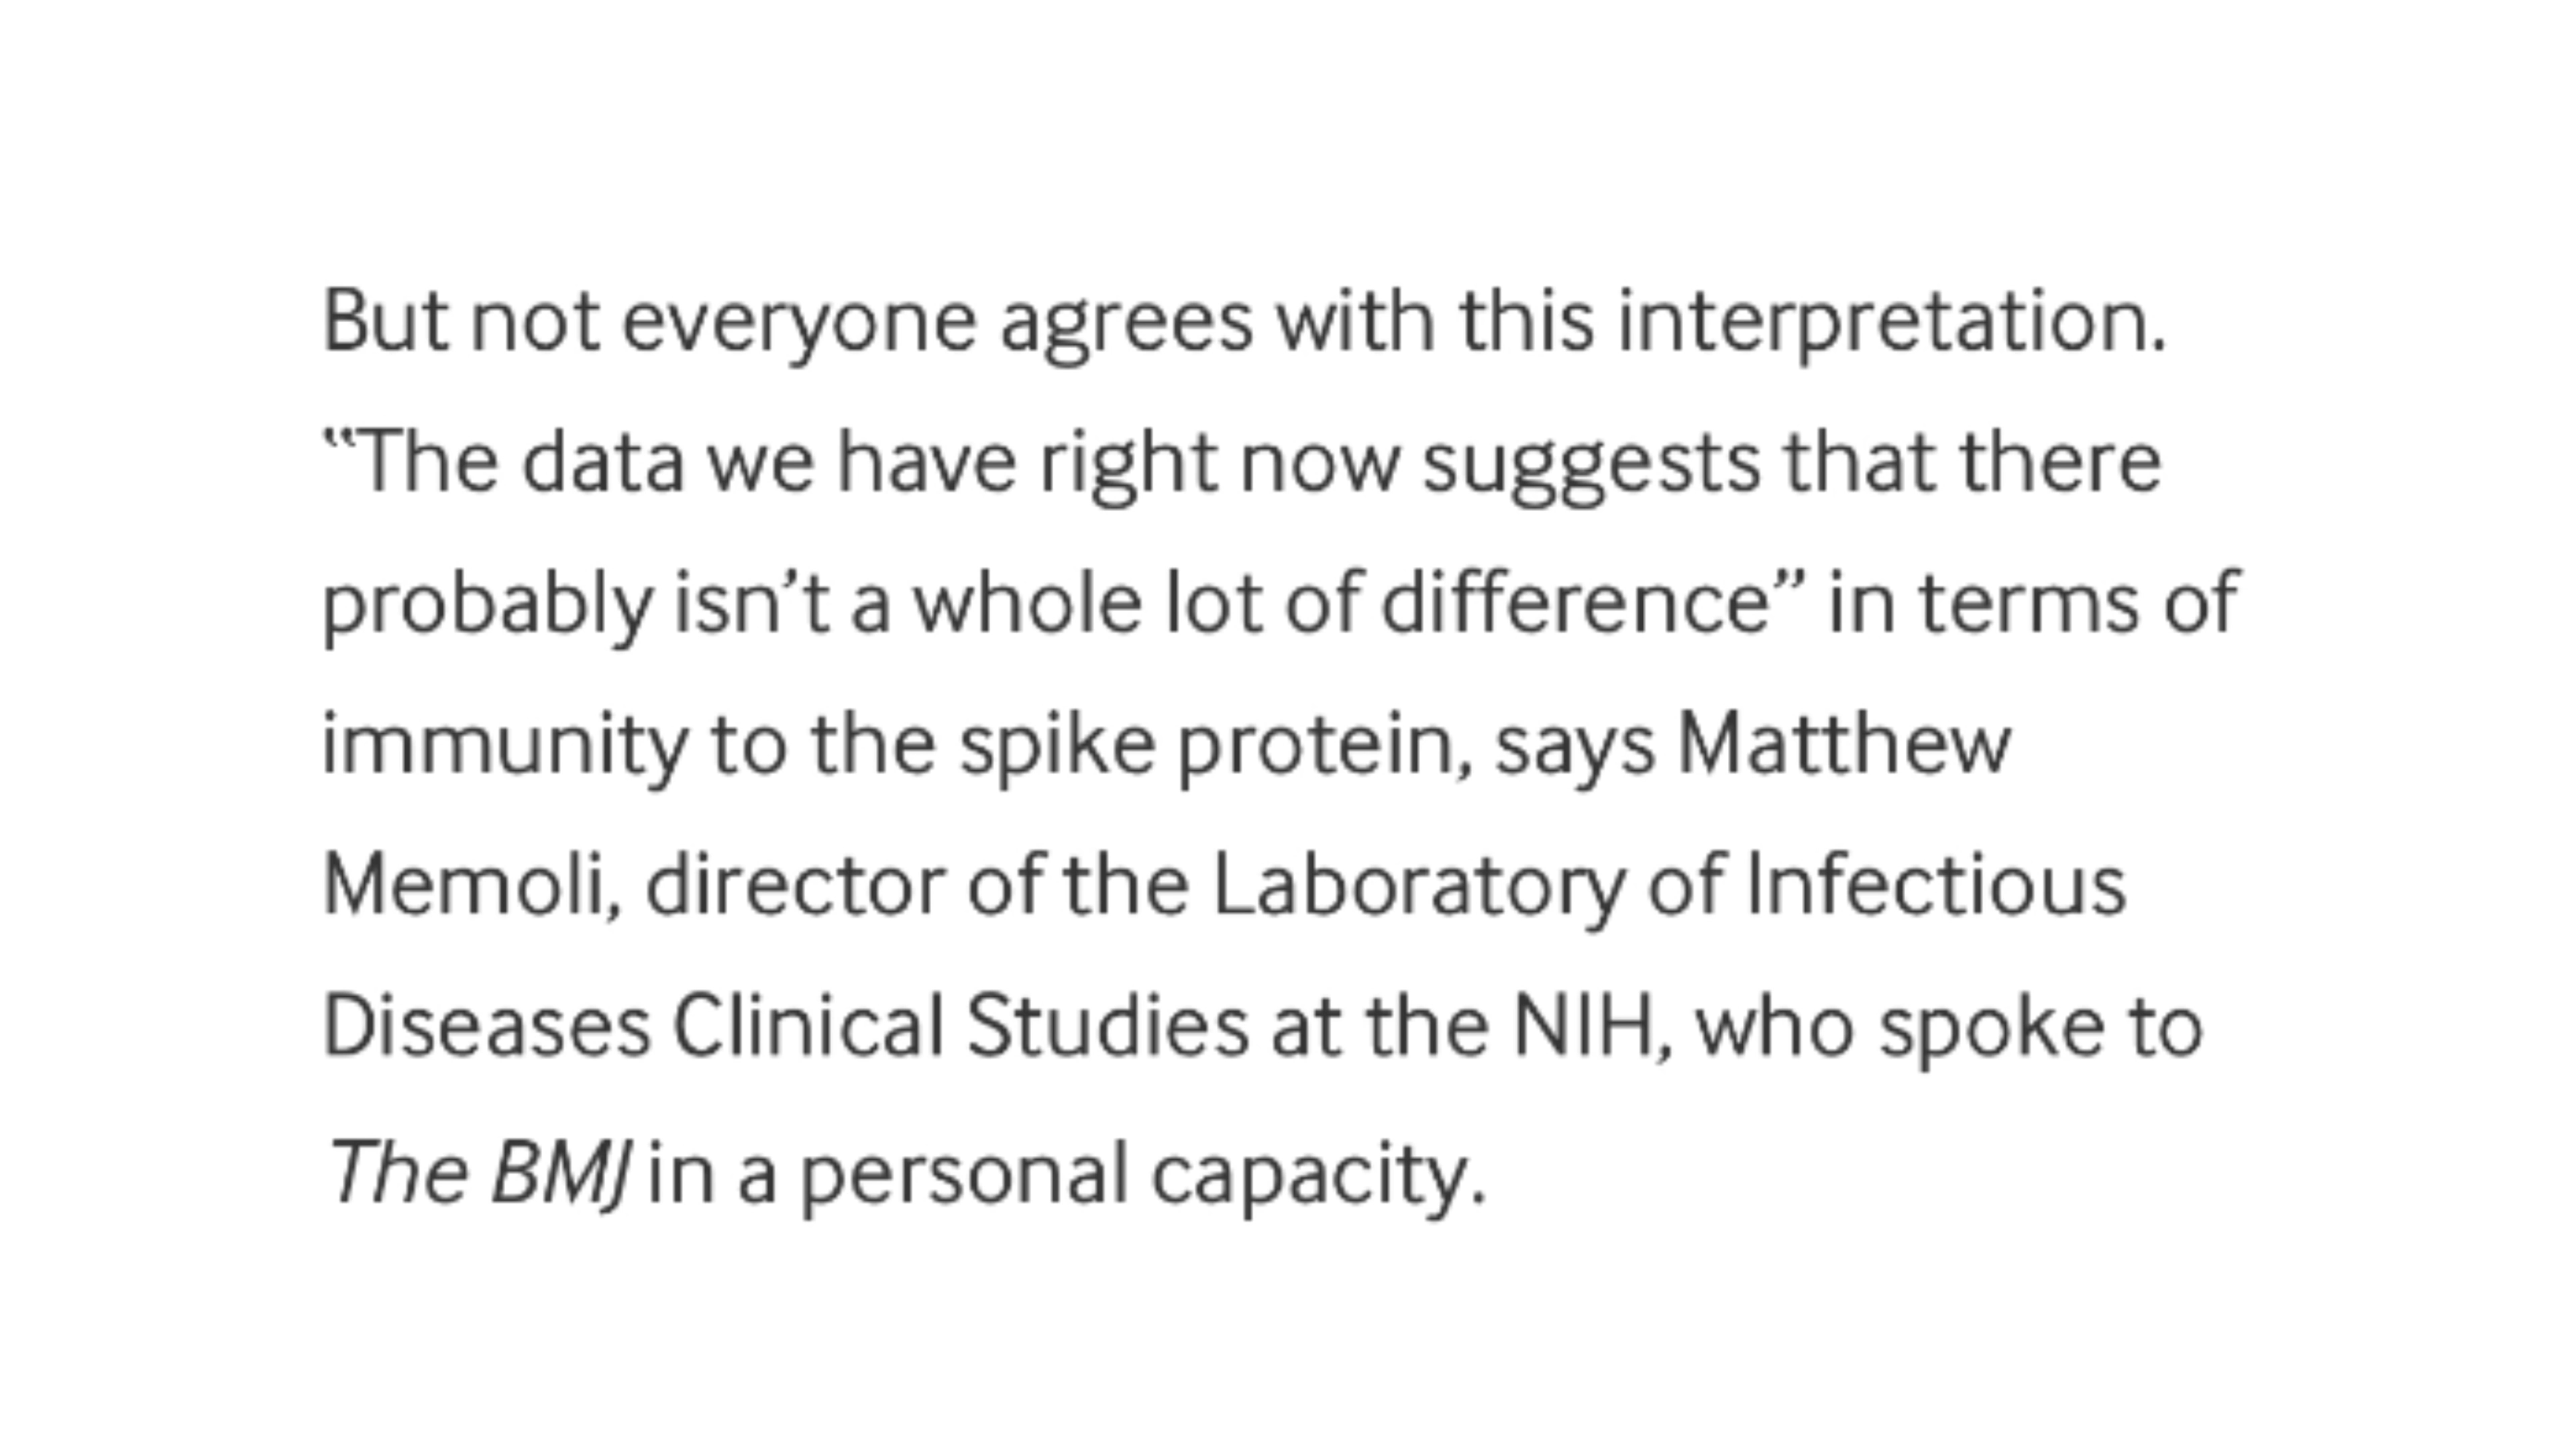 But not everyone agrees with this interpretation.
“The data we have right now suggests that there
probably isn’t a whole lot of difference” in terms of
immunity to the spike protein, says Matthew
Memoli, director of the Laboratory of Infectious
Diseases Clinical Studies at the NIH, who spoke to
The BMJ in a personal capacity.